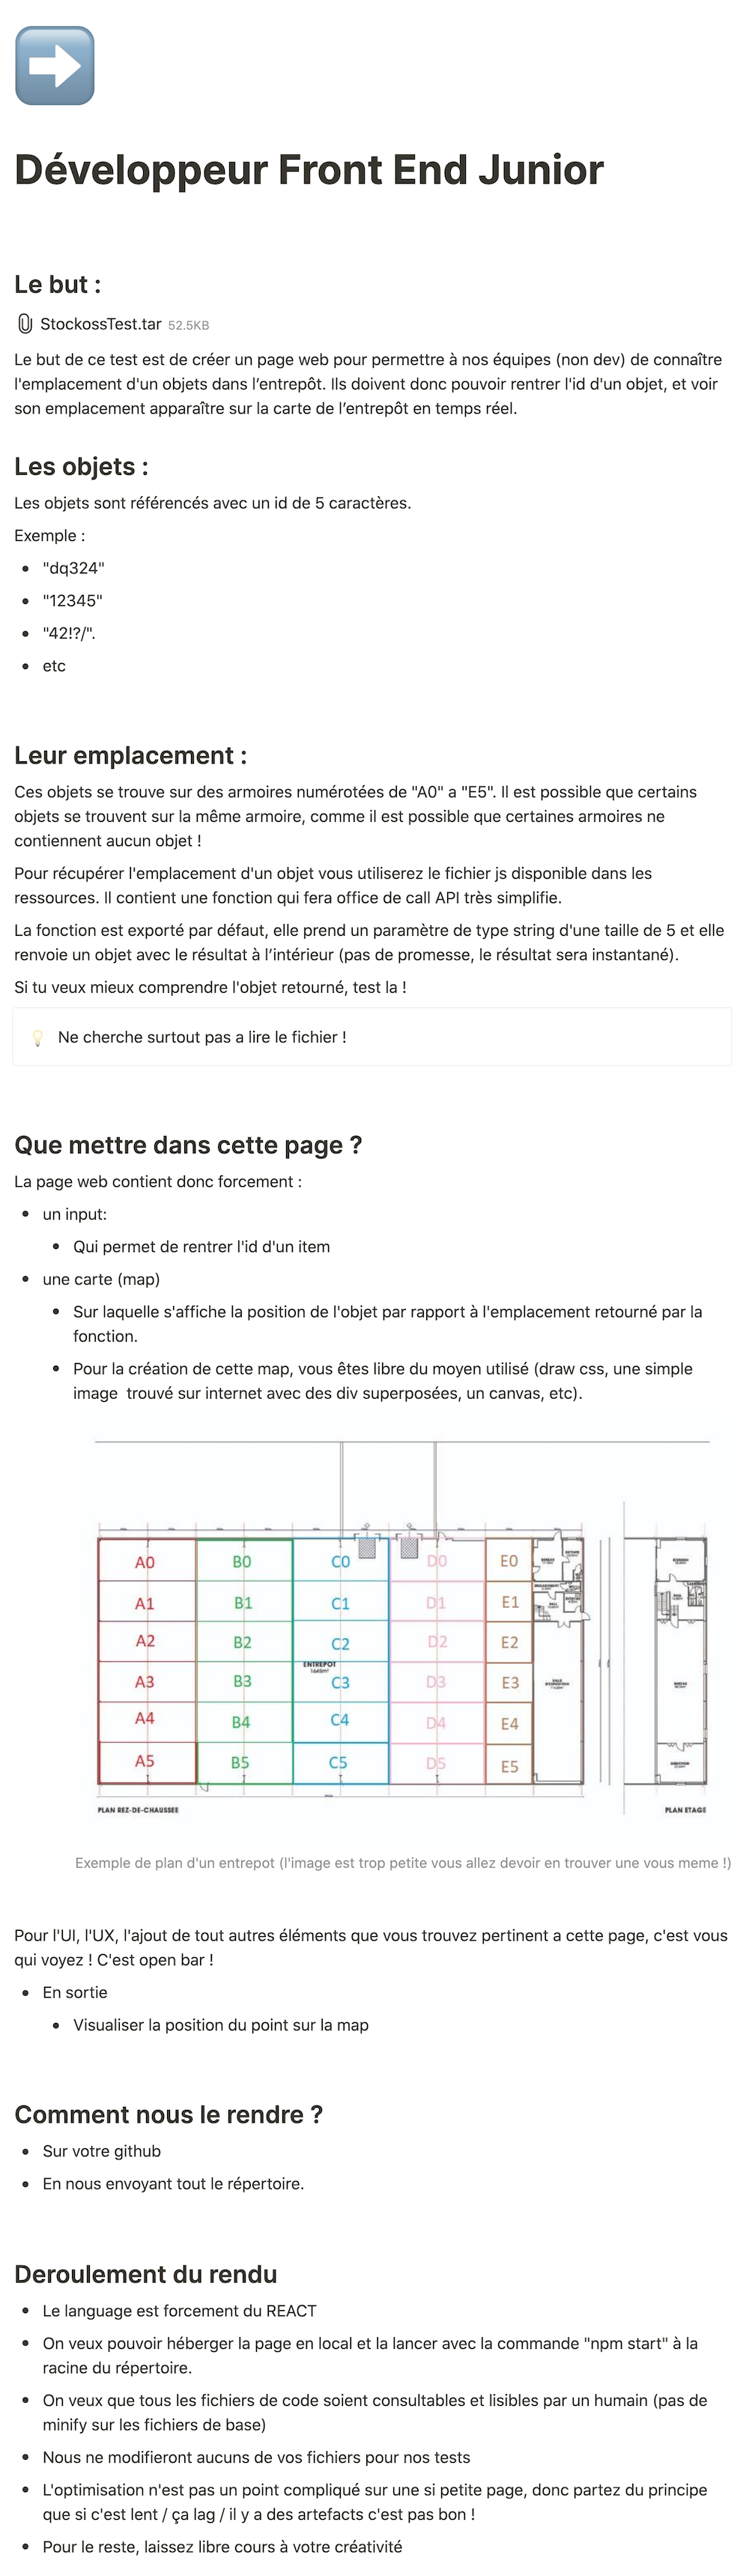 Développeur Front End Junior
Le but :
StockossTest.tar 52.5KB
Le but de ce test est de créer un page web pour permettre à nos équipes (non dev) de connaître
l'emplacement d'un objets dans l’entrepôt. Ils doivent donc pouvoir rentrer l'id d'un objet, et voir
son emplacement apparaître sur la carte de l’entrepôt en temps réel.
Les objets :
Les objets sont référencés avec un id de 5 caractères.
Exemple :
• "dq324"
• "12345"
• "42!?/".
• etc
Leur emplacement :
Ces objets se trouve sur des armoires numérotées de "A0" a "E5". Il est possible que certains
objets se trouvent sur la même armoire, comme il est possible que certaines armoires ne
contiennent aucun objet !
Pour récupérer l'emplacement d'un objet vous utiliserez le fichier js disponible dans les
ressources. Il contient une fonction qui fera office de call API très simplifie.
La fonction est exporté par défaut, elle prend un paramètre de type string d'une taille de 5 et elle
renvoie un objet avec le résultat à l’intérieur (pas de promesse, le résultat sera instantané).
Si tu veux mieux comprendre l'objet retourné, test la !
Ne cherche surtout pas a lire le fichier !
Que mettre dans cette page ?
La page web contient donc forcement :
• un input:
• Qui permet de rentrer l'id d'un item
• une carte (map)
• Sur laquelle s'affiche la position de l'objet par rapport à l'emplacement retourné par la
fonction.
• Pour la création de cette map, vous êtes libre du moyen utilisé (draw css, une simple
image trouvé sur internet avec des div superposées, un canvas, etc).
A0 B0 C0 D0 E0
A1 B1 C1 D1 E1
A2 B2 C2 D2 E2
ENTREPOT
A3 B3 C3 D3 E3
A4 B4 C4 D4 E4
A5 B5 C5 D5 E5
PLAN REZ-DE-CHAUSSEE PLAN ETAGE
Exemple de plan d'un entrepot (l'image est trop petite vous allez devoir en trouver une vous meme !)
Pour l'UI, l'UX, l'ajout de tout autres éléments que vous trouvez pertinent a cette page, c'est vous
qui voyez ! C'est open bar !
• En sortie
• Visualiser la position du point sur la map
Comment nous le rendre ?
• Sur votre github
• En nous envoyant tout le répertoire.
Deroulement du rendu
• Le language est forcement du REACT
• On veux pouvoir héberger la page en local et la lancer avec la commande "npm start" à la
racine du répertoire.
• On veux que tous les fichiers de code soient consultables et lisibles par un humain (pas de
minify sur les fichiers de base)
• Nous ne modifieront aucuns de vos fichiers pour nos tests
• L'optimisation n'est pas un point compliqué sur une si petite page, donc partez du principe
que si c'est lent / ça lag / il y a des artefacts c'est pas bon !
• Pour le reste, laissez libre cours à votre créativité